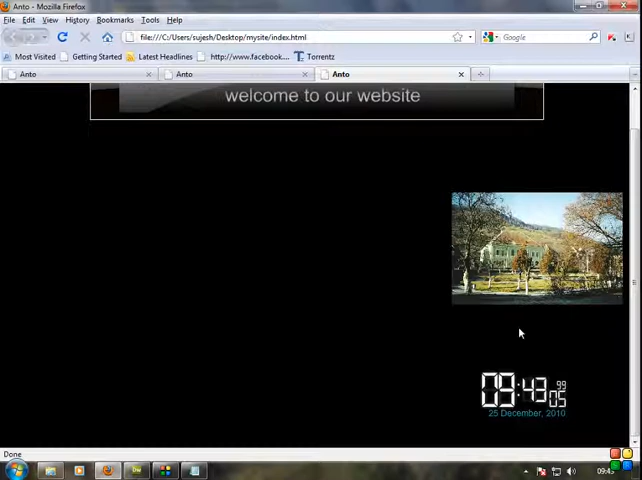 Anto - Mozilla Firefox
File Edit View History Bookmarks Tools Help
file:///C:/Users/sujesh/Desktop/mysite/index.html
Google
Most Visited Getting Started Latest Headlines http://www.facebook.... Torrentz
Anto Anto Anto
welcome to our website
09:43 05 99
25 December, 2010
Done